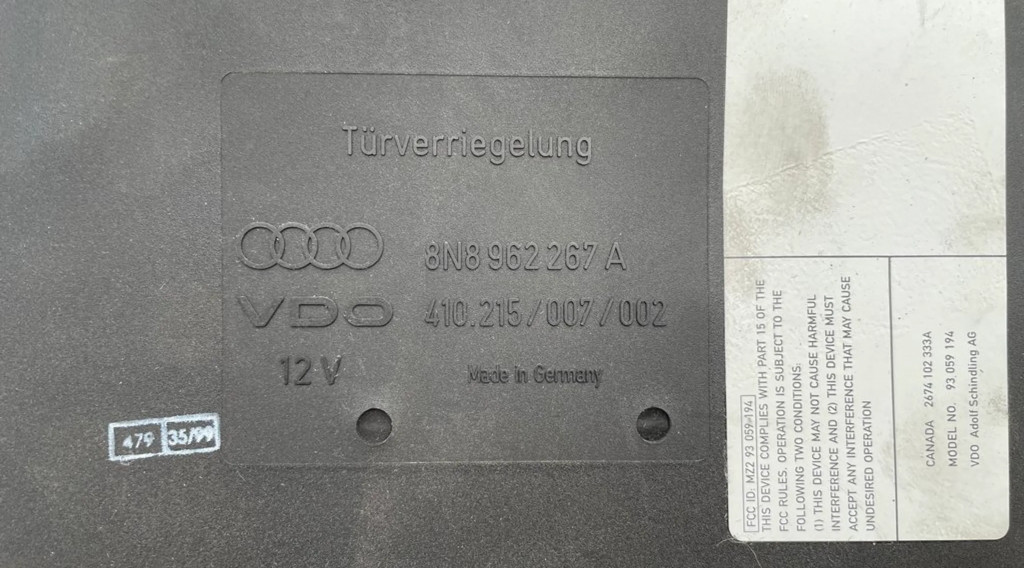 Türverriegelung
8N8 962 267 A
VDO 410.215/007/002
12V Made in Germany
479 35/99
FCC ID: MZ2 93 059-194
THIS DEVICE COMPLIES WITH PART 15 OF THE
FCC RULES. OPERATION IS SUBJECT TO THE
FOLLOWING TWO CONDITIONS:
(1) THIS DEVICE MAY NOT CAUSE HARMFUL
INTERFERENCE AND (2) THIS DEVICE MUST
ACCEPT ANY INTERFERENCE THAT MAY CAUSE
UNDESIRED OPERATION
CANADA 2674 102 333A
MODEL NO. 93 059 194
VDO Adolf Schindling AG